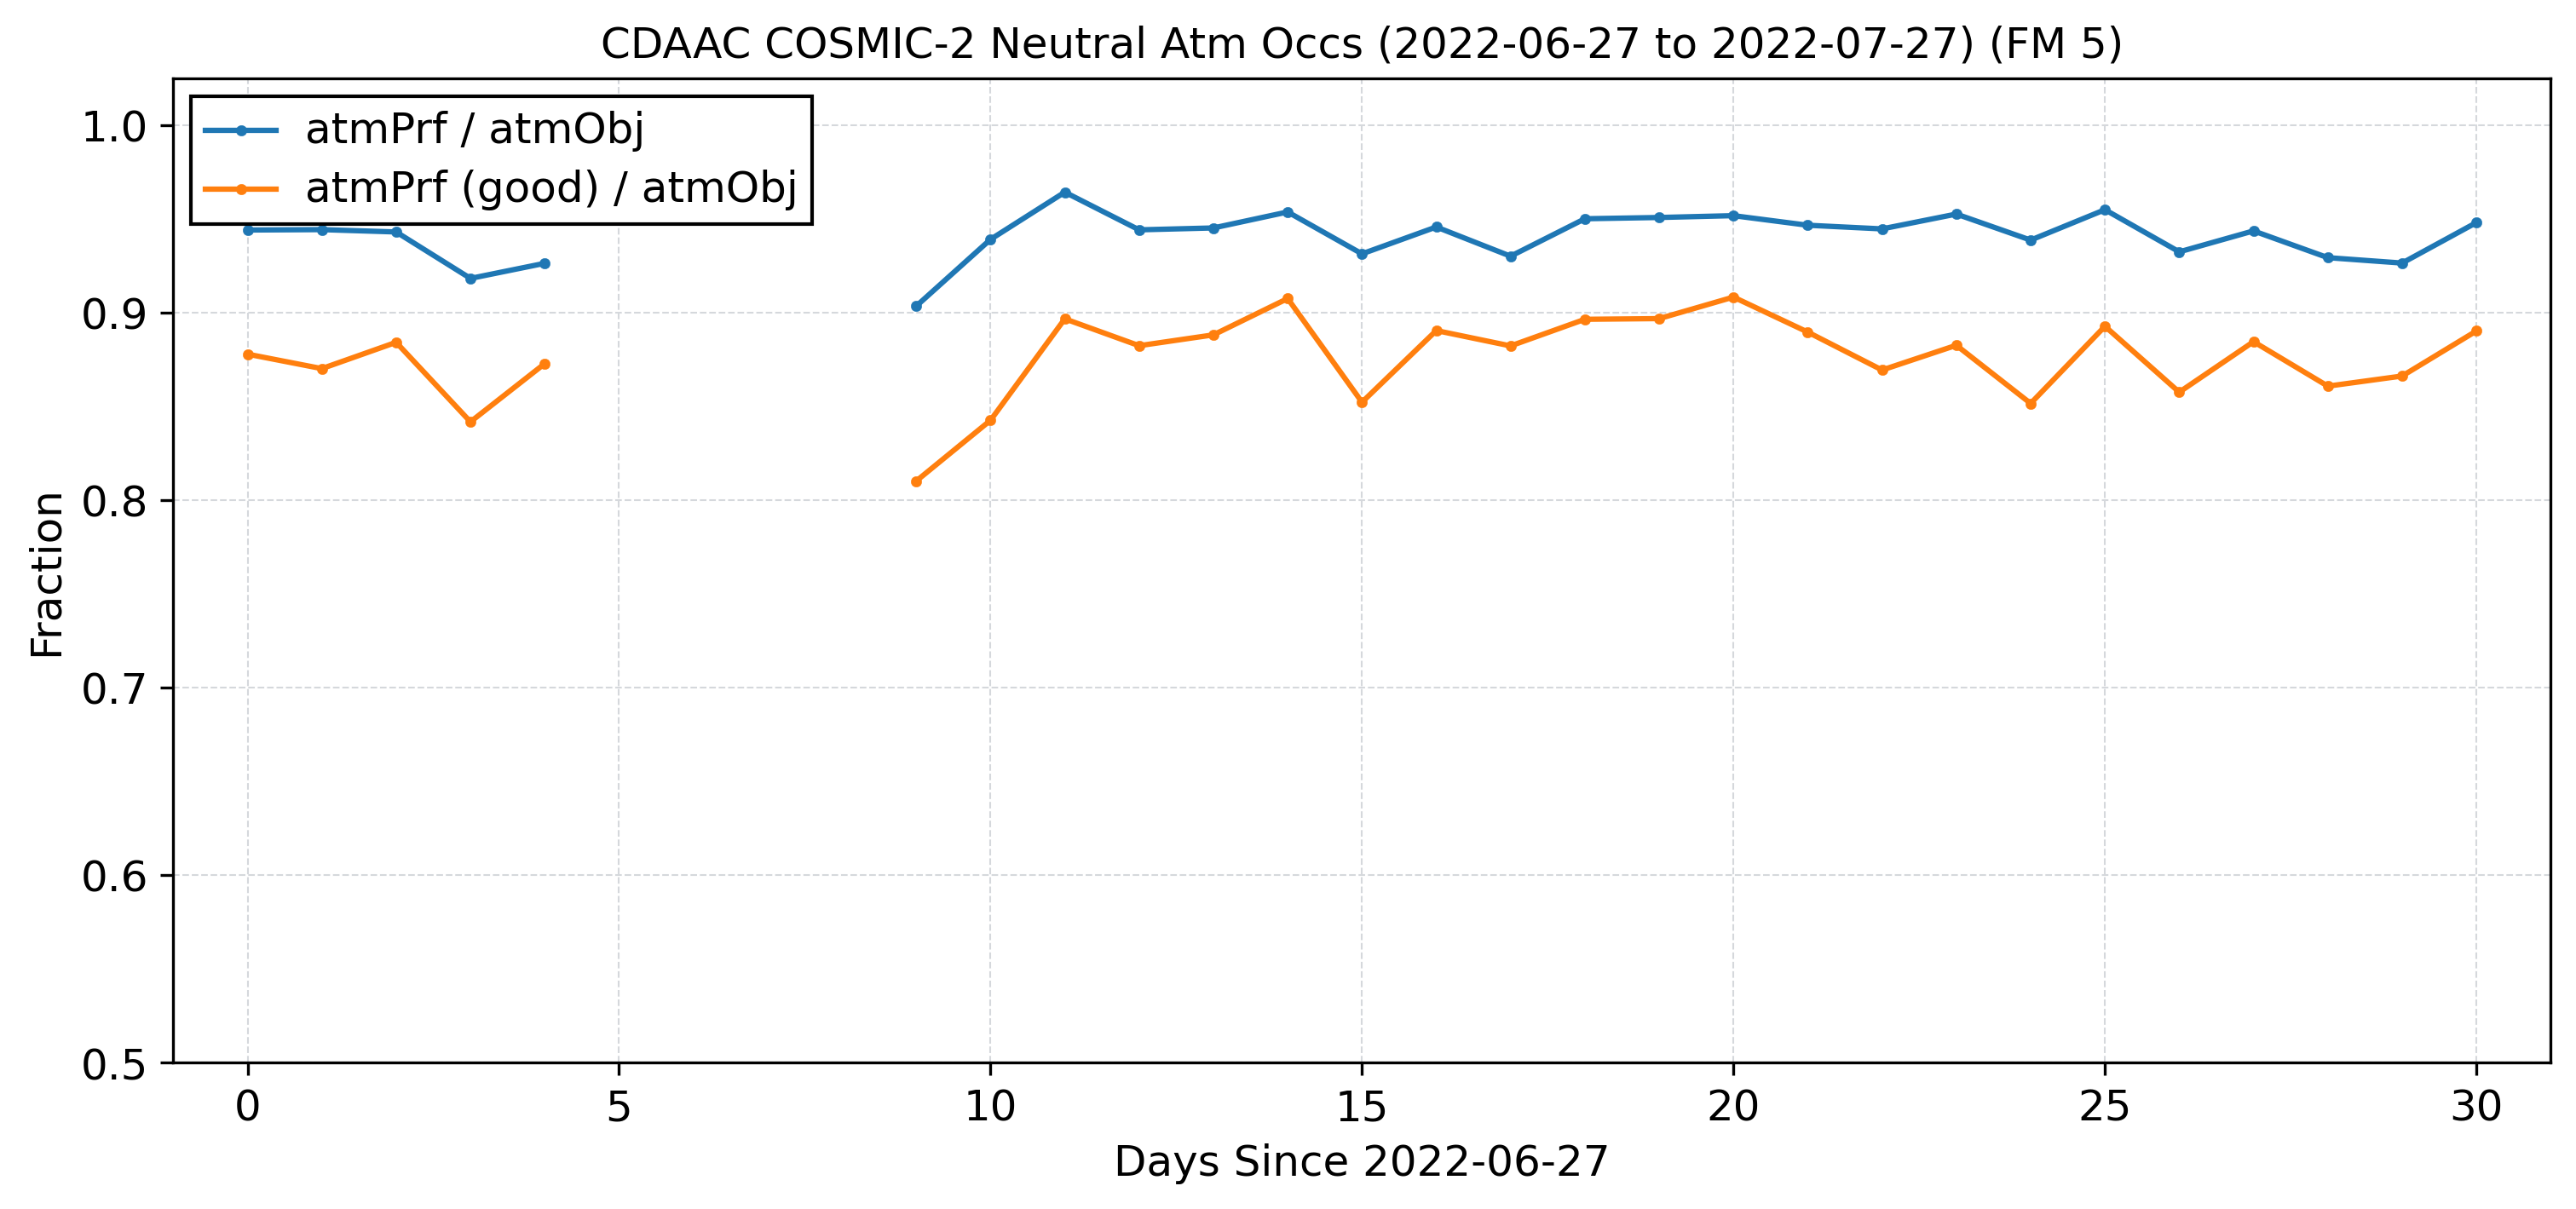 CDAAC COSMIC-2 Neutral Atm Occs (2022-06-27 to 2022-07-27) (FM 5)
atmPrf / atmObj
atmPrf (good) / atmObj
1.0
0.9
0.8
0.7
0.6
0.5
Fraction
0 5 10 15 20 25 30
Days Since 2022-06-27